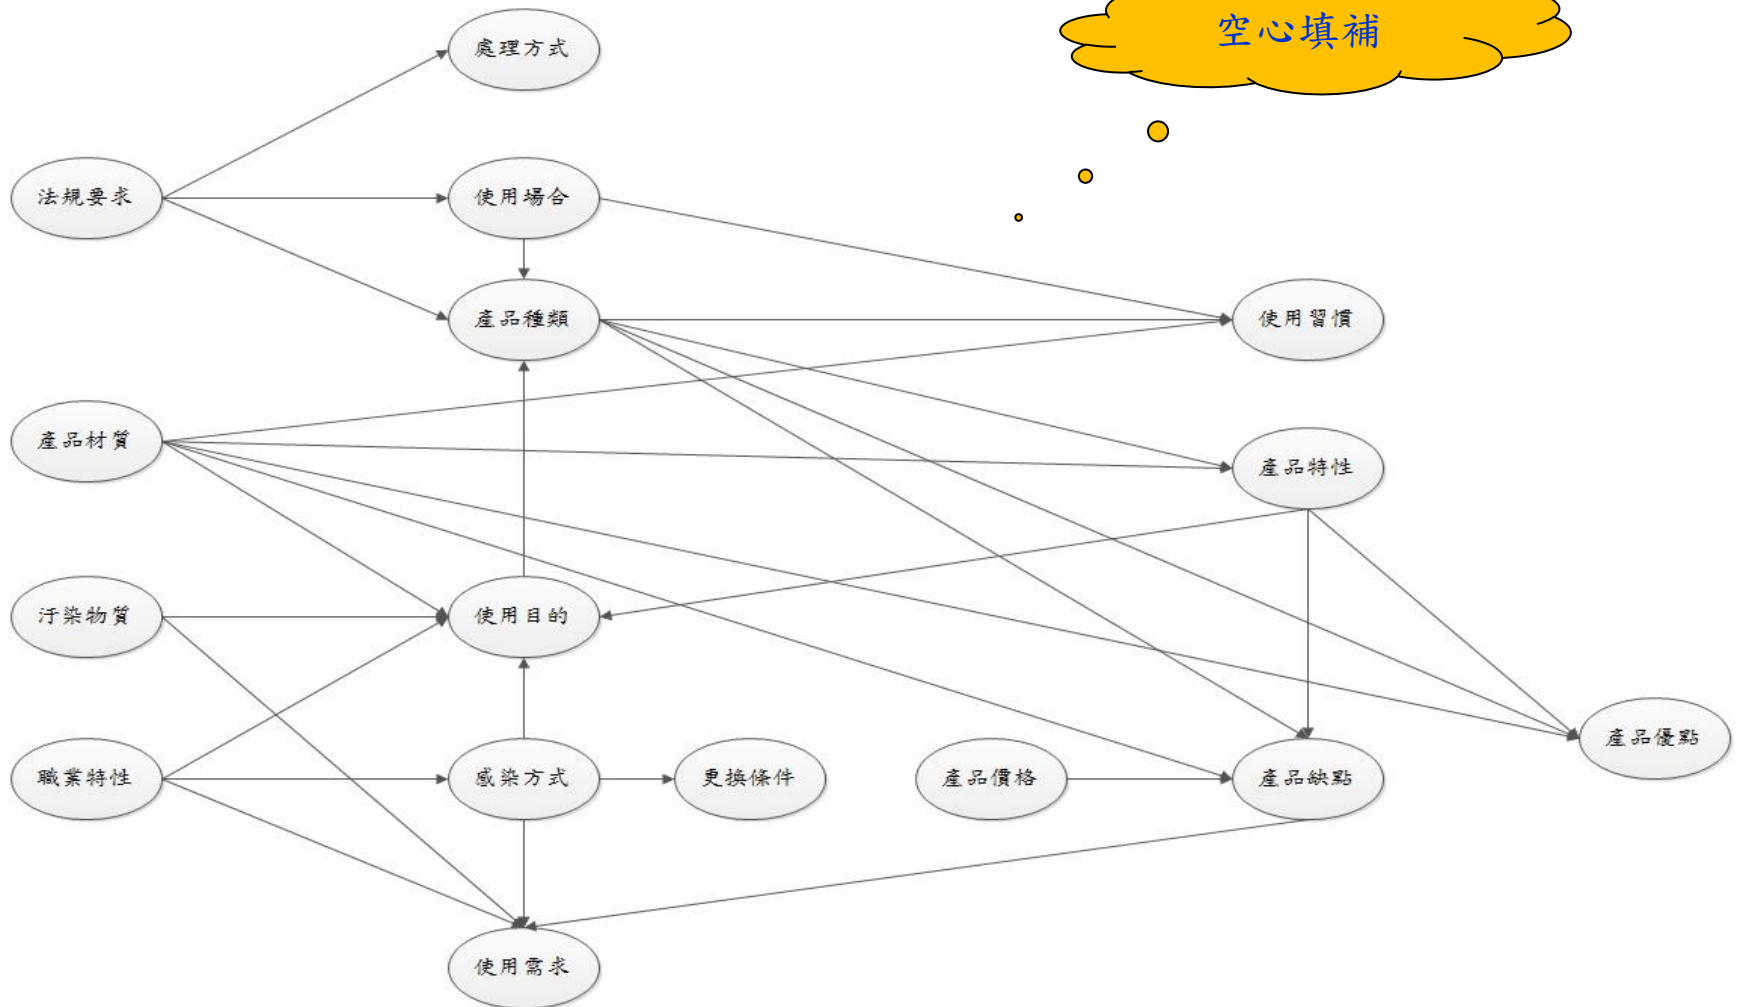 空心填補
處理方式
法規要求
使用場合
產品種類
使用習慣
產品材質
產品特性
汙染物質
使用目的
產品優點
職業特性
感染方式
更換條件
產品價格
產品缺點
使用需求